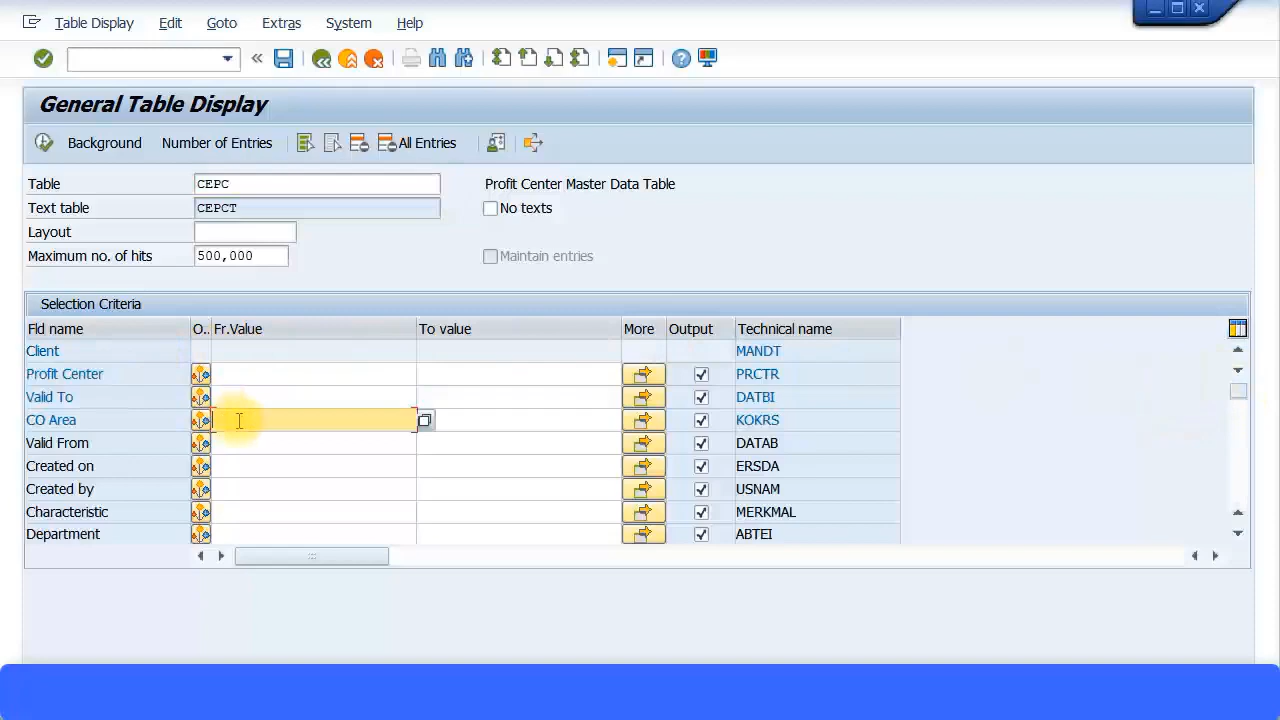 Table Display Edit Goto Extras System Help
General Table Display
Background Number of Entries All Entries
Table CEPC Profit Center Master Data Table
Text table CEPCT No texts
Layout
Maximum no. of hits 500,000 Maintain entries
Selection Criteria
Fld name O.. Fr.Value To value More Output Technical name
Client MANDT
Profit Center PRCTR
Valid To DATBI
CO Area KOKRS
Valid From DATAB
Created on ERSDA
Created by USNAM
Characteristic MERKMAL
Department ABTEI